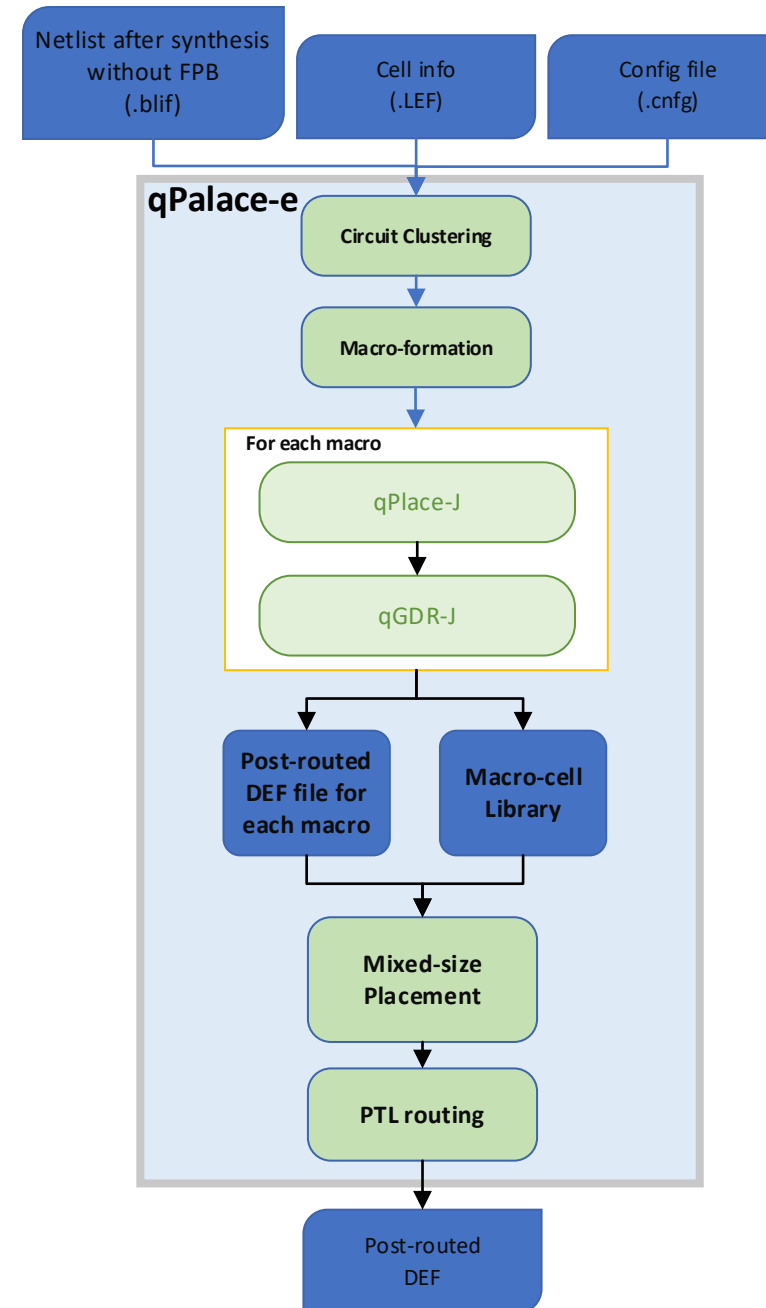 Netlist after synthesis
without FPB
(.blif)
Cell info
(.LEF)
Config file
(.cnfg)
qPalace-e
Circuit Clustering
Macro-formation
For each macro
qPlace-J
qGDR-J
Post-routed
DEF file for
each macro
Macro-cell
Library
Mixed-size
Placement
PTL routing
Post-routed
DEF